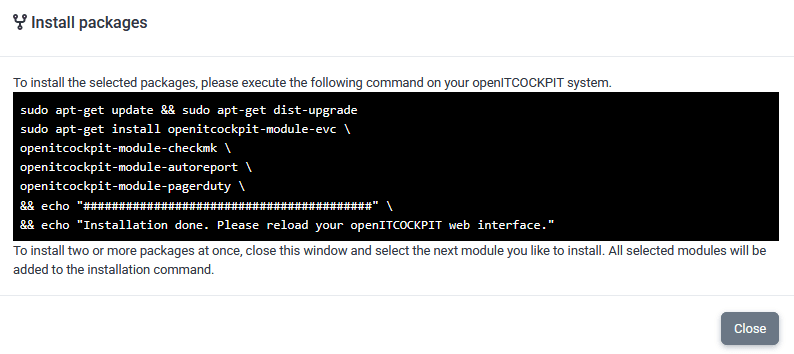 Install packages
To install the selected packages, please execute the following command on your openITCOCKPIT system.
sudo apt-get update && sudo apt-get dist-upgrade
sudo apt-get install openitcockpit-module-evc \
openitcockpit-module-checkmk \
openitcockpit-module-autoreport \
openitcockpit-module-pagerduty \
&& echo "#########################################" \
&& echo "Installation done. Please reload your openITCOCKPIT web interface."
To install two or more packages at once, close this window and select the next module you like to install. All selected modules will be
added to the installation command.
Close